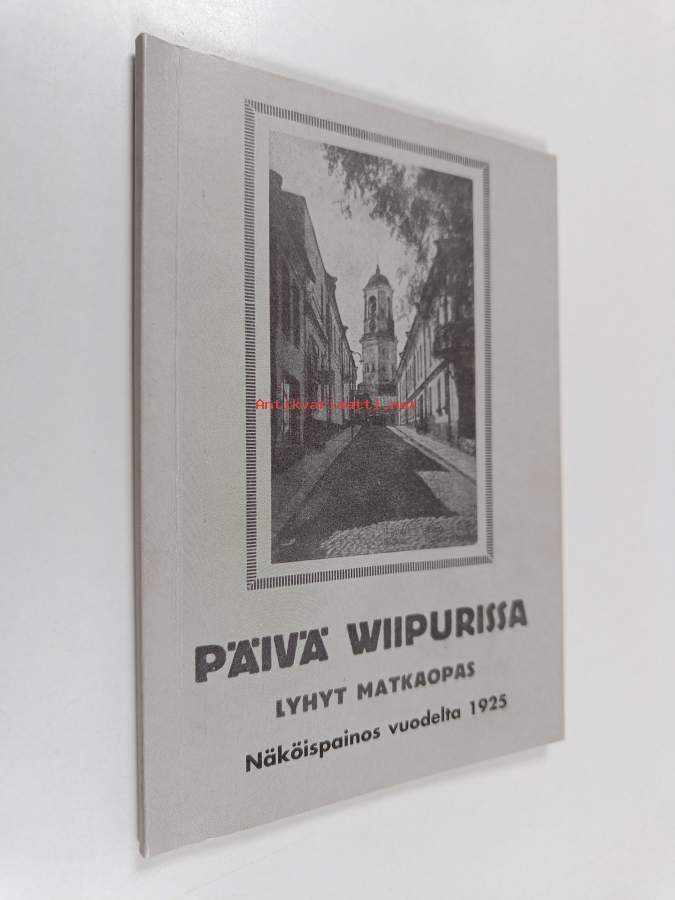 Antikvariaatti.net
PÄIVÄ WIIPURISSA
LYHYT MATKAOPAS
Näköispainos vuodelta 1925